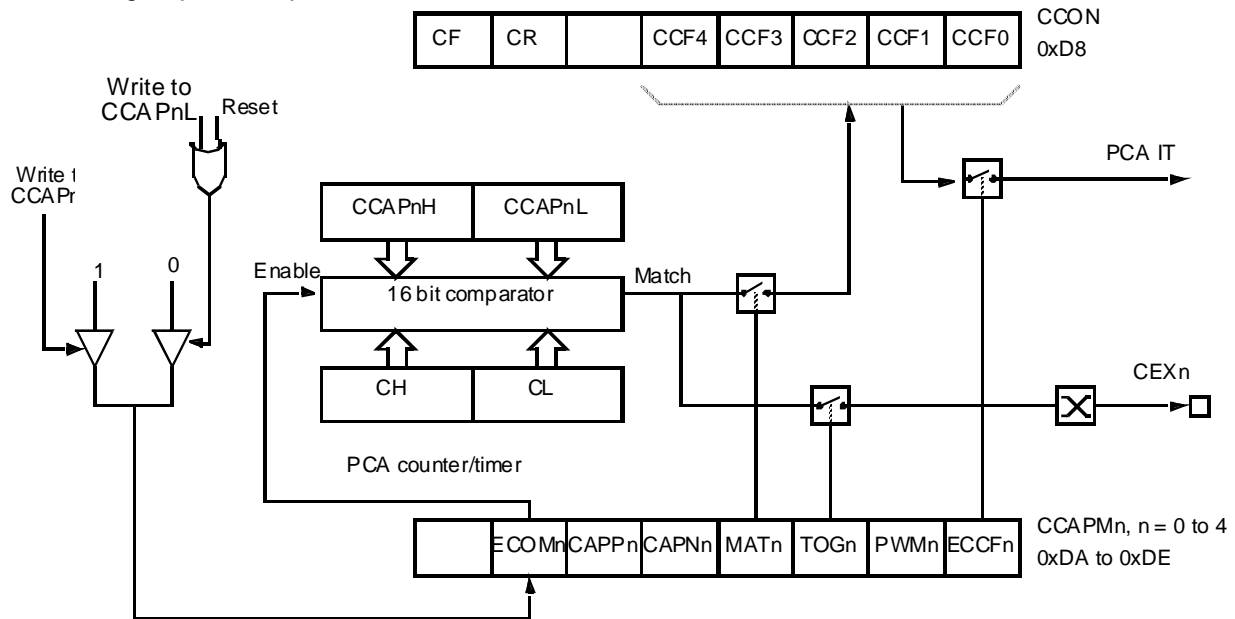 CF CR CCF4 CCF3 CCF2 CCF1 CCF0
CCON
0xD8
Write to
CCAPnL
Reset
PCA IT
Write
CCAPnH CCAPnL
1
0
Enable
16 bit comparator
Match
CH CL
CEXn
PCA counter/timer
ECOMn CAPPn CAPNn MATn TOGn PWMn ECCFn
CCAPMn, n = 0 to 4
0xDA to 0xDE